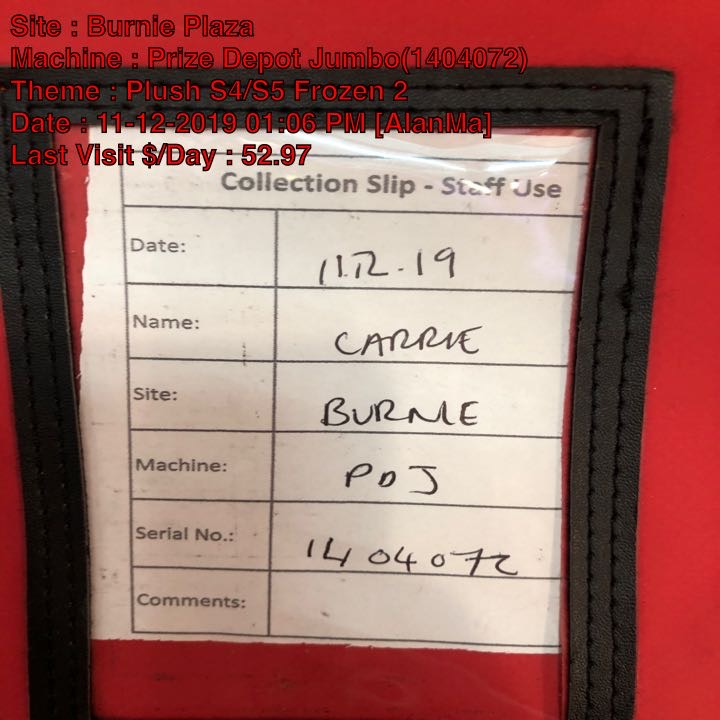 Site : Burnie Plaza
Machine : Prize Depot Jumbo(1404072)
Theme : Plush S4/S5 Frozen 2
Date : 11-12-2019 01:06 PM [AlanMa]
Last Visit $/Day : 52.97
Collection Slip - Staff Use
Date: 11.12.19
Name: CARRIE
Site: BURNIE
Machine: PDJ
Serial No.: 1404072
Comments: